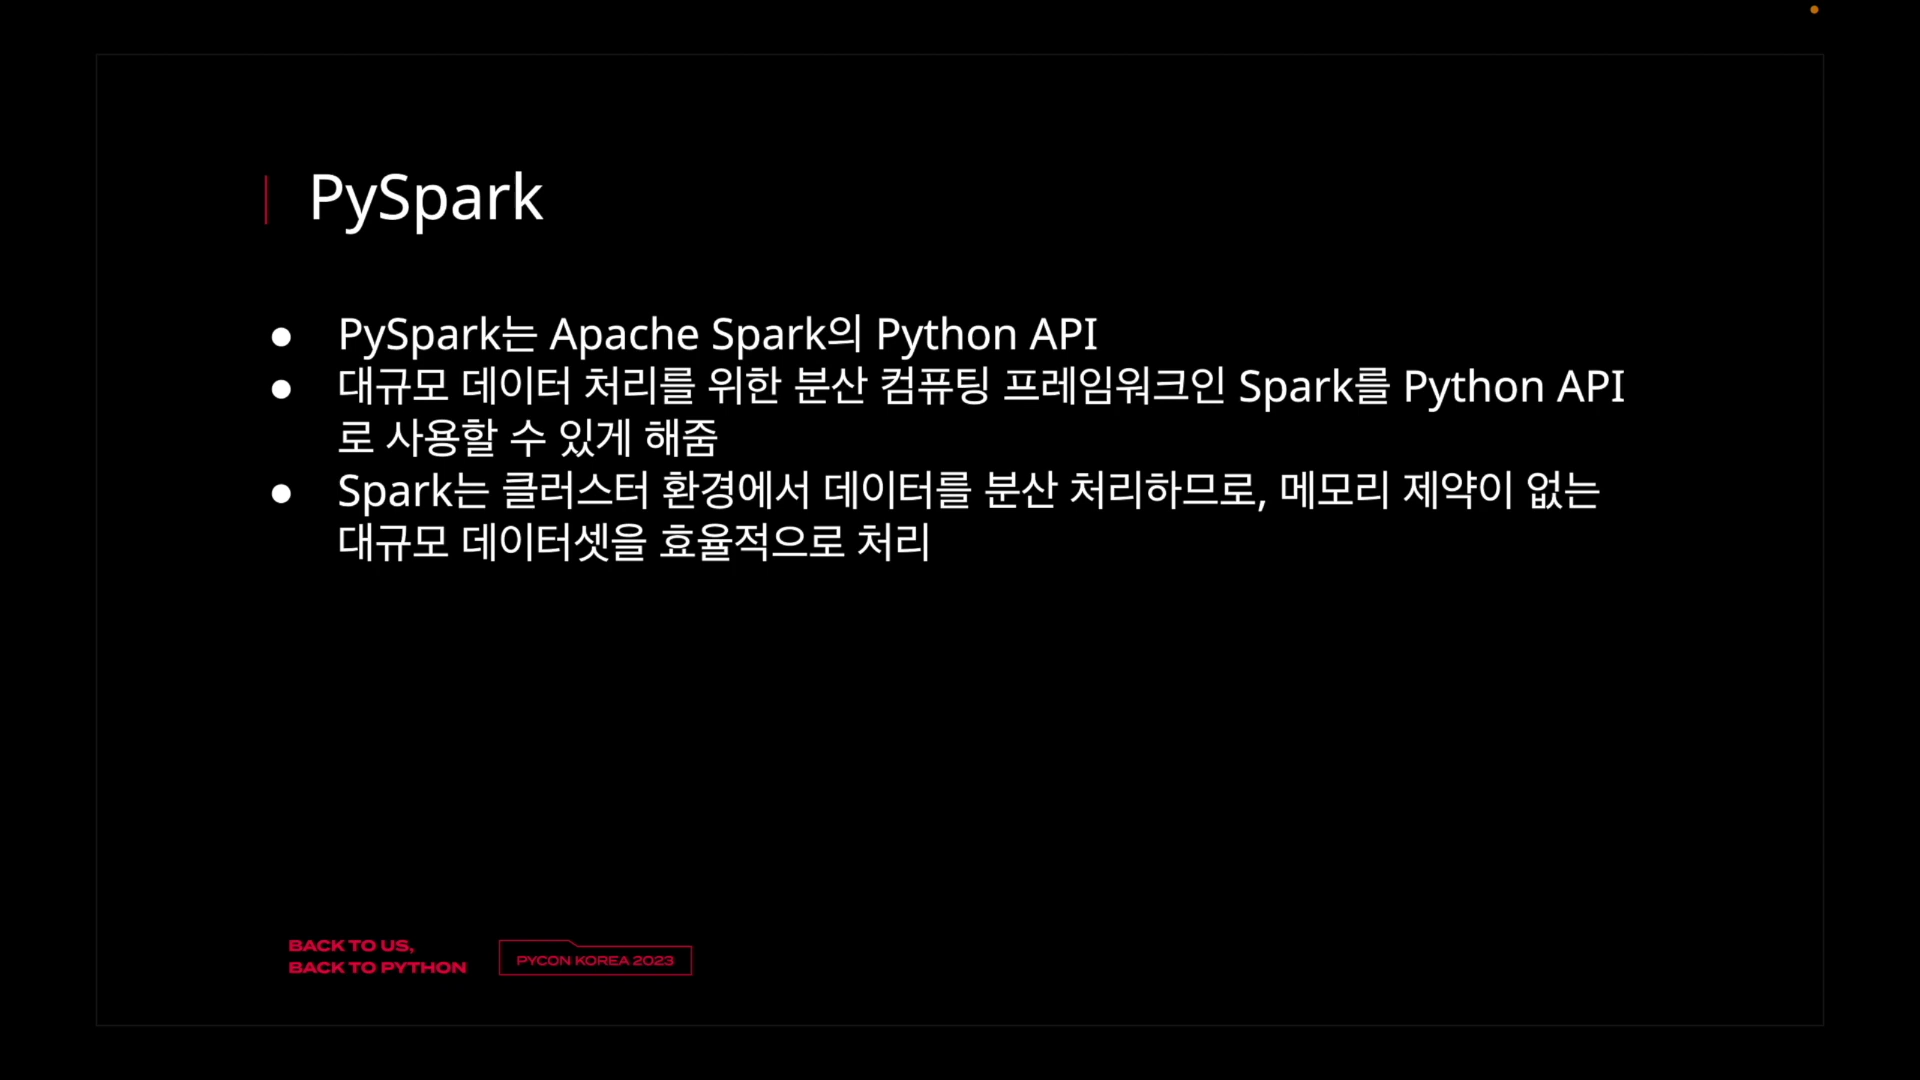 PySpark
● PySpark는 Apache Spark의 Python API
● 대규모 데이터 처리를 위한 분산 컴퓨팅 프레임워크인 Spark를 Python API
로 사용할 수 있게 해줌
● Spark는 클러스터 환경에서 데이터를 분산 처리하므로, 메모리 제약이 없는
대규모 데이터셋을 효율적으로 처리
BACK TO US,
BACK TO PYTHON
PYCON KOREA 2023